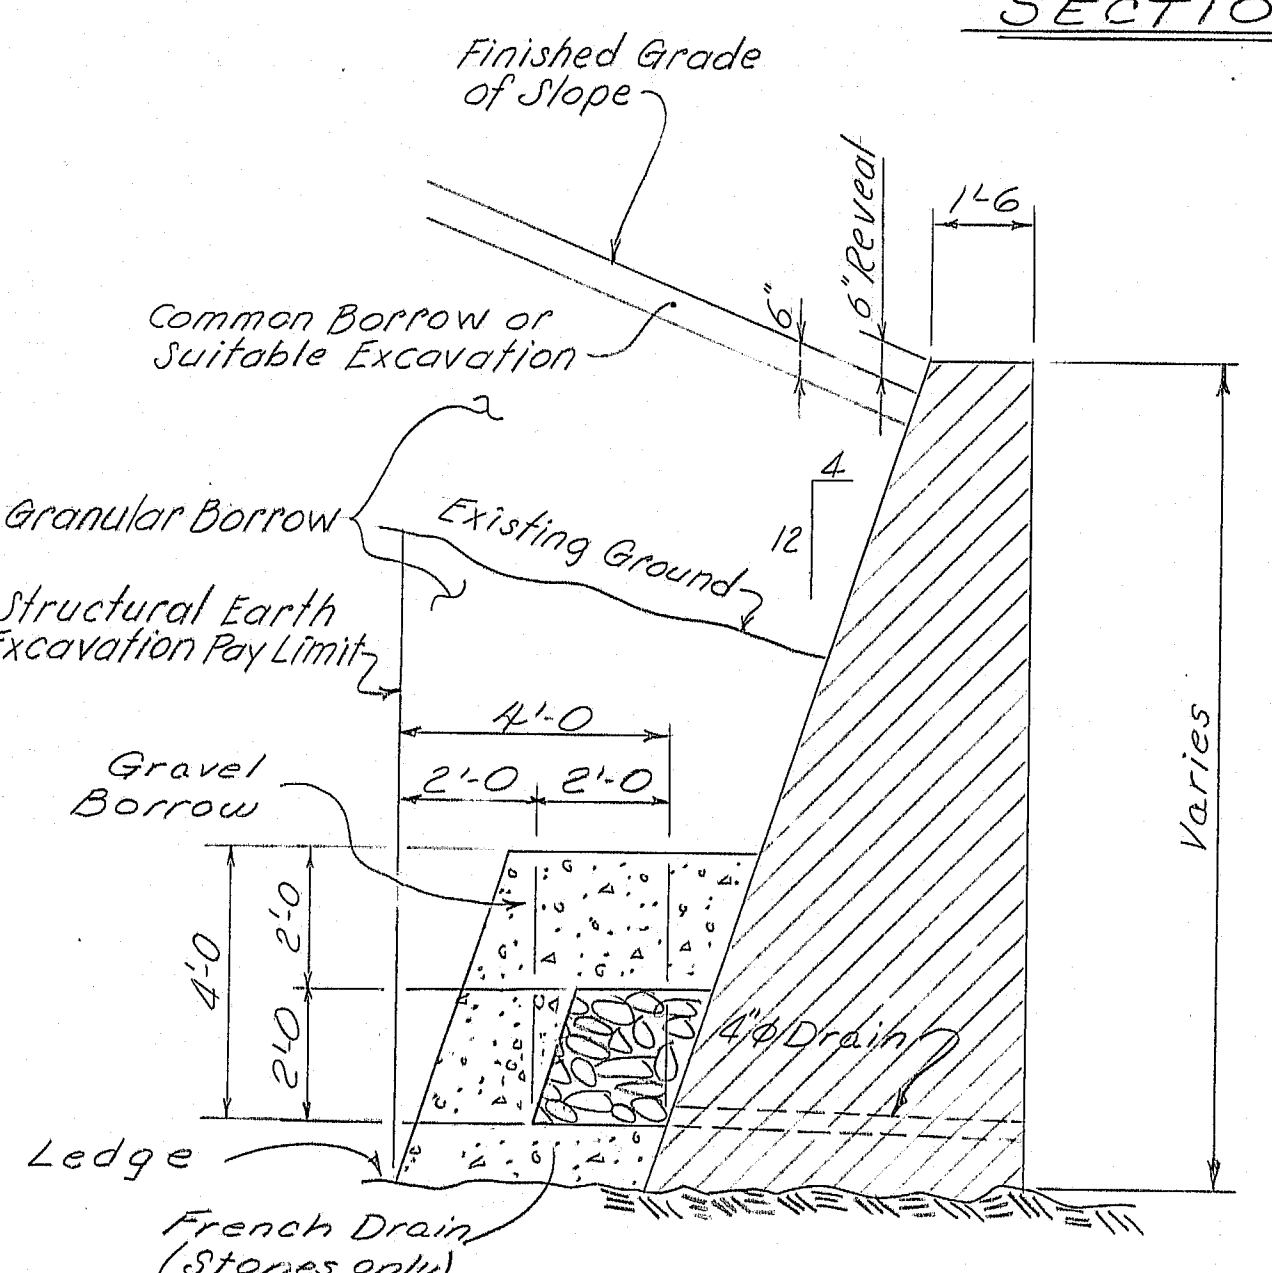 SECTIO
Finished Grade
of Slope
6" Reveal
1'-6
6"
Common Borrow or
Suitable Excavation
4
12
Granular Borrow
Existing Ground
Structural Earth
Excavation Pay Limit
4'-0
Gravel
Borrow
2'-0
2'-0
Varies
4'-0
2'-0
2'-0
4"φ Drain
Ledge
French Drain
(Stones only)